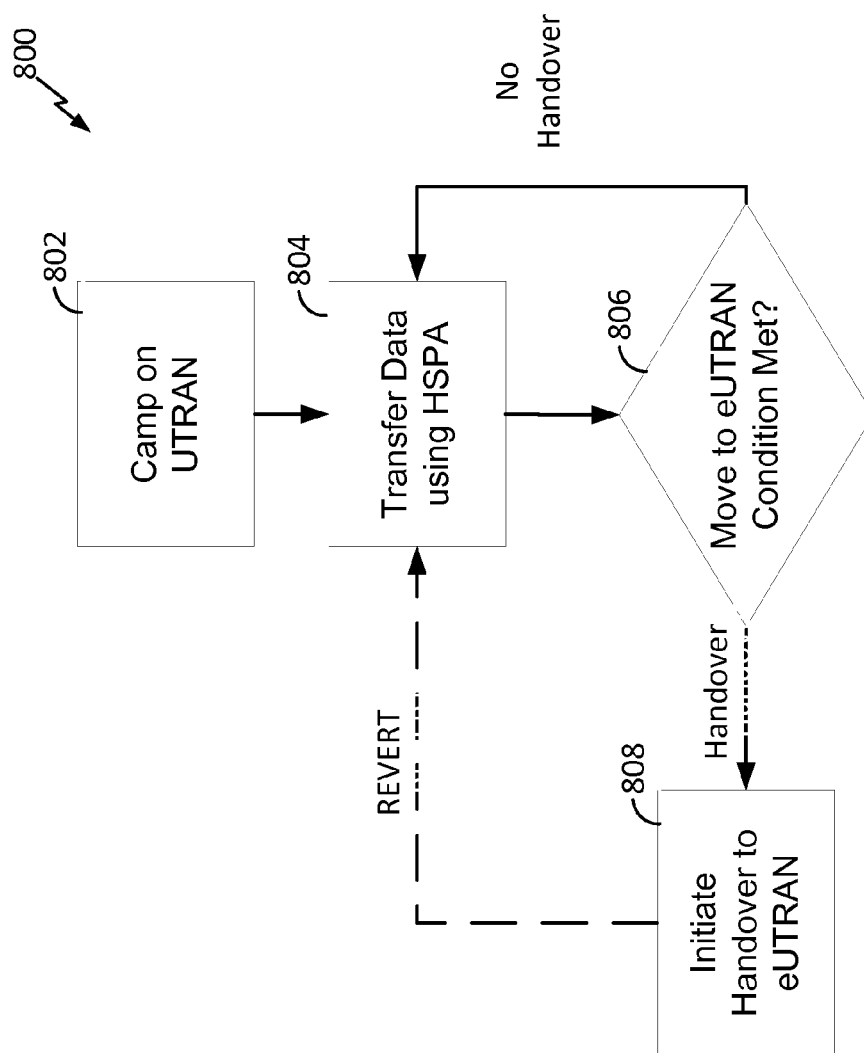 800
802
Camp on
UTRAN
804
Transfer Data
using HSPA
No
Handover
REVERT
806
Move to eUTRAN
Condition Met?
Handover
808
Initiate
Handover to
eUTRAN